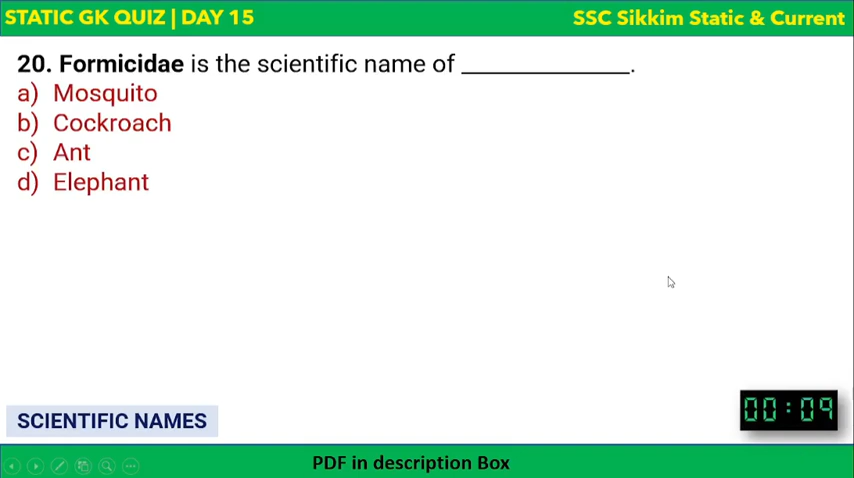 STATIC GK QUIZ | DAY 15
SSC Sikkim Static & Current
20. Formicidae is the scientific name of ______________.
a) Mosquito
b) Cockroach
c) Ant
d) Elephant
00:09
SCIENTIFIC NAMES
PDF in description Box